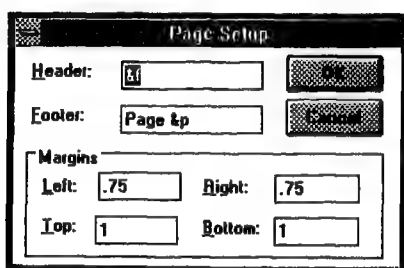 Page Setup
Header: &f OK
Footer: Page &p Cancel
Margins
Left: .75 Right: .75
Top: 1 Bottom: 1